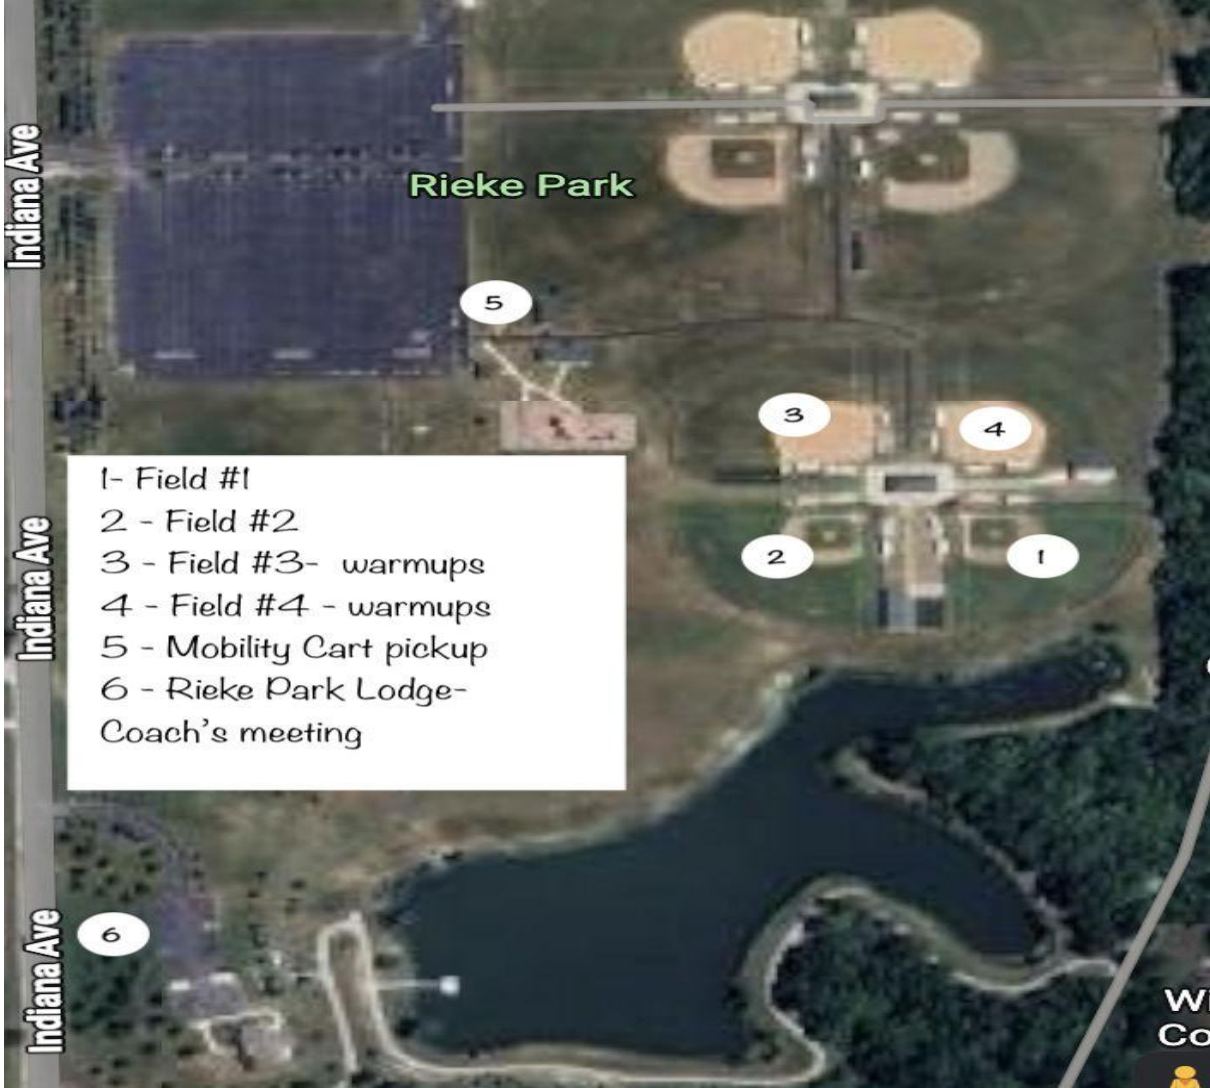 Indiana Ave
Rieke Park
5
3
4
2
1
1- Field #1
2 - Field #2
3 - Field #3- warmups
4 - Field #4 - warmups
5 - Mobility Cart pickup
6 - Rieke Park Lodge-
Coach's meeting
Indiana Ave
6
Indiana Ave
Wi
Co